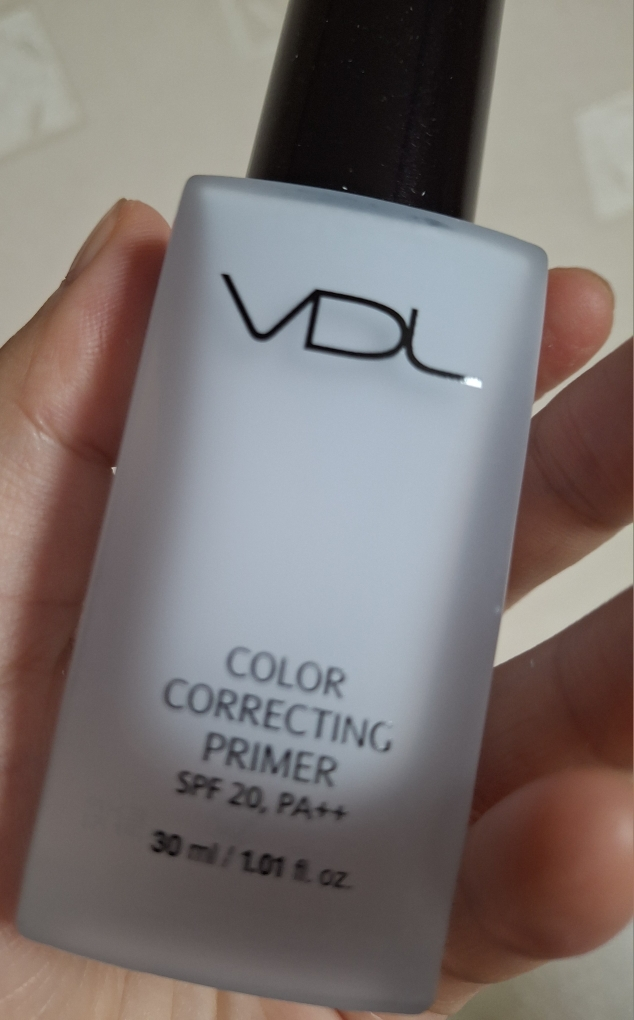 VDL
COLOR
CORRECTING
PRIMER
SPF 20, PA++
30 ml / 1.01 fl. oz.